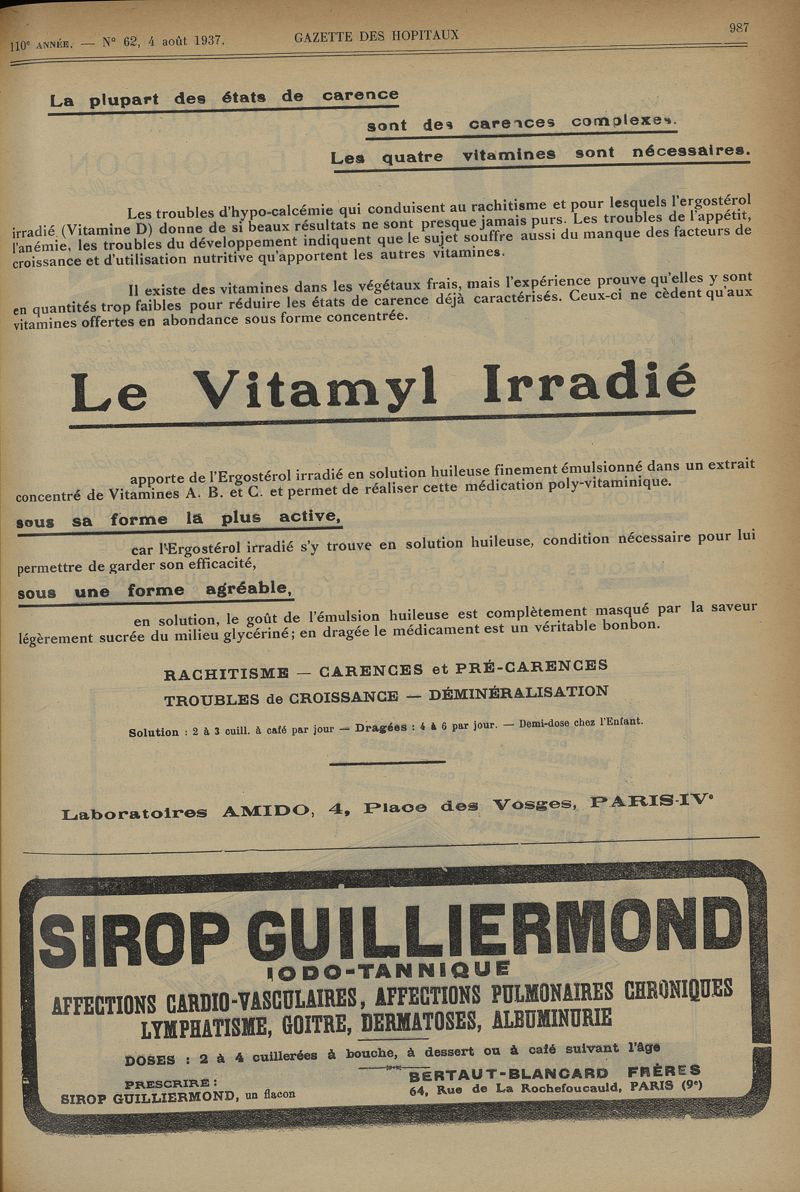 110e ANNÉE. — N° 62, 4 août 1937.
GAZETTE DES HOPITAUX
987
La plupart des états de carence
sont des carences complexes.
Les quatre vitamines sont nécessaires.
Les troubles d'hypo-calcémie qui conduisent au rachitisme et pour lesquels l'ergostérol
irradié (Vitamine D) donne de si beaux résultats ne sont presque jamais purs. Les troubles de l'appétit,
l'anémie, les troubles du développement indiquent que le sujet souffre aussi du manque des facteurs de
croissance et d'utilisation nutritive qu'apportent les autres vitamines.
Il existe des vitamines dans les végétaux frais, mais l'expérience prouve qu'elles y sont
en quantités trop faibles pour réduire les états de carence déjà caractérisés. Ceux-ci ne cèdent qu'aux
vitamines offertes en abondance sous forme concentrée.
Le Vitamyl Irradié
apporte de l'Ergostérol irradié en solution huileuse finement émulsionné dans un extrait
concentré de Vitamines A. B. et C. et permet de réaliser cette médication poly-vitaminique.
sous sa forme la plus active,
car l'Ergostérol irradié s'y trouve en solution huileuse, condition nécessaire pour lui
permettre de garder son efficacité,
sous une forme agréable,
en solution, le goût de l'émulsion huileuse est complètement masqué par la saveur
légèrement sucrée du milieu glycériné; en dragée le médicament est un véritable bonbon.
RACHITISME — CARENCES et PRÉ-CARENCES
TROUBLES de CROISSANCE — DÉMINÉRALISATION
Solution : 2 à 3 cuill. à café par jour — Dragées : 4 à 6 par jour. — Demi-dose chez l'Enfant.
Laboratoires AMIDO, 4, Place des Vosges, PARIS-IVe
SIROP GUILLIERMOND
IODO-TANNIQUE
AFFECTIONS CARDIO-VASCULAIRES, AFFECTIONS PULMONAIRES CHRONIQUES
LYMPHATISME, GOITRE, DERMATOSES, ALBUMINURIE
DOSES : 2 à 4 cuillerées à bouche, à dessert ou à café suivant l'âge
PRESCRIRE :
SIROP GUILLIERMOND, un flacon
BERTAUT-BLANCARD FRÈRES
64, Rue de La Rochefoucauld, PARIS (9e)